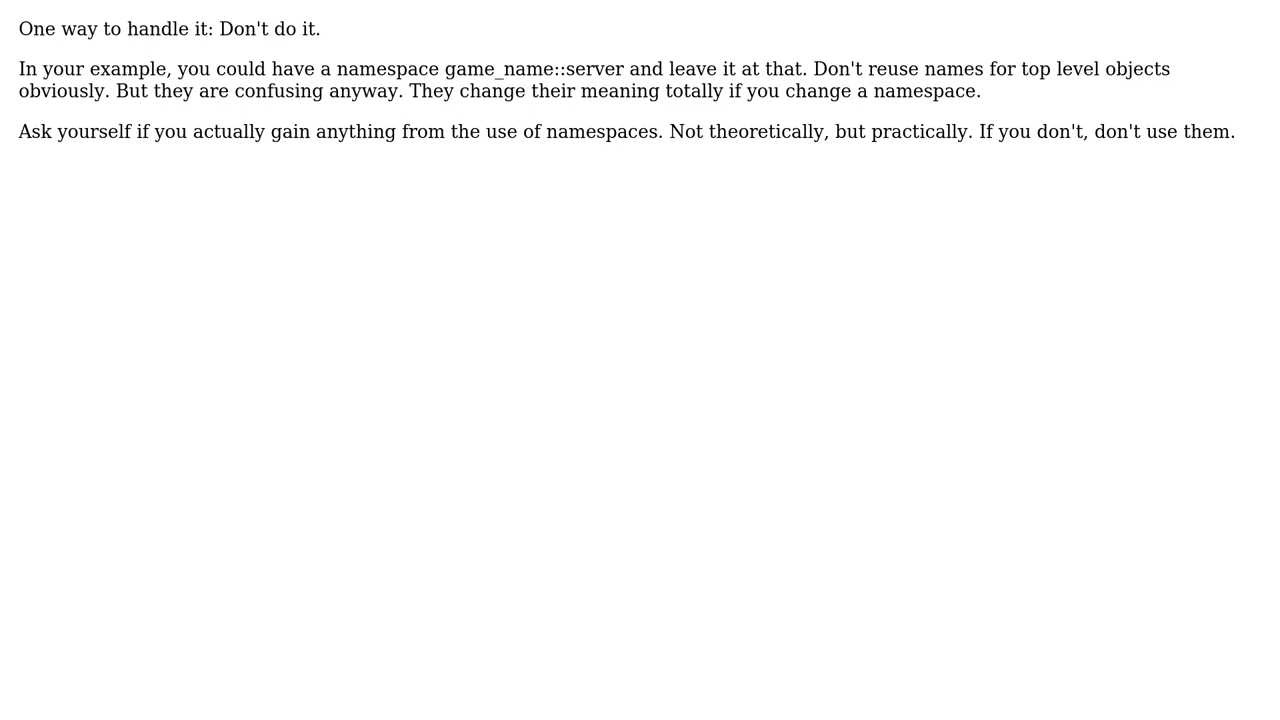 One way to handle it: Don't do it.
In your example, you could have a namespace game_name::server and leave it at that. Don't reuse names for top level objects
obviously. But they are confusing anyway. They change their meaning totally if you change a namespace.
Ask yourself if you actually gain anything from the use of namespaces. Not theoretically, but practically. If you don't, don't use them.